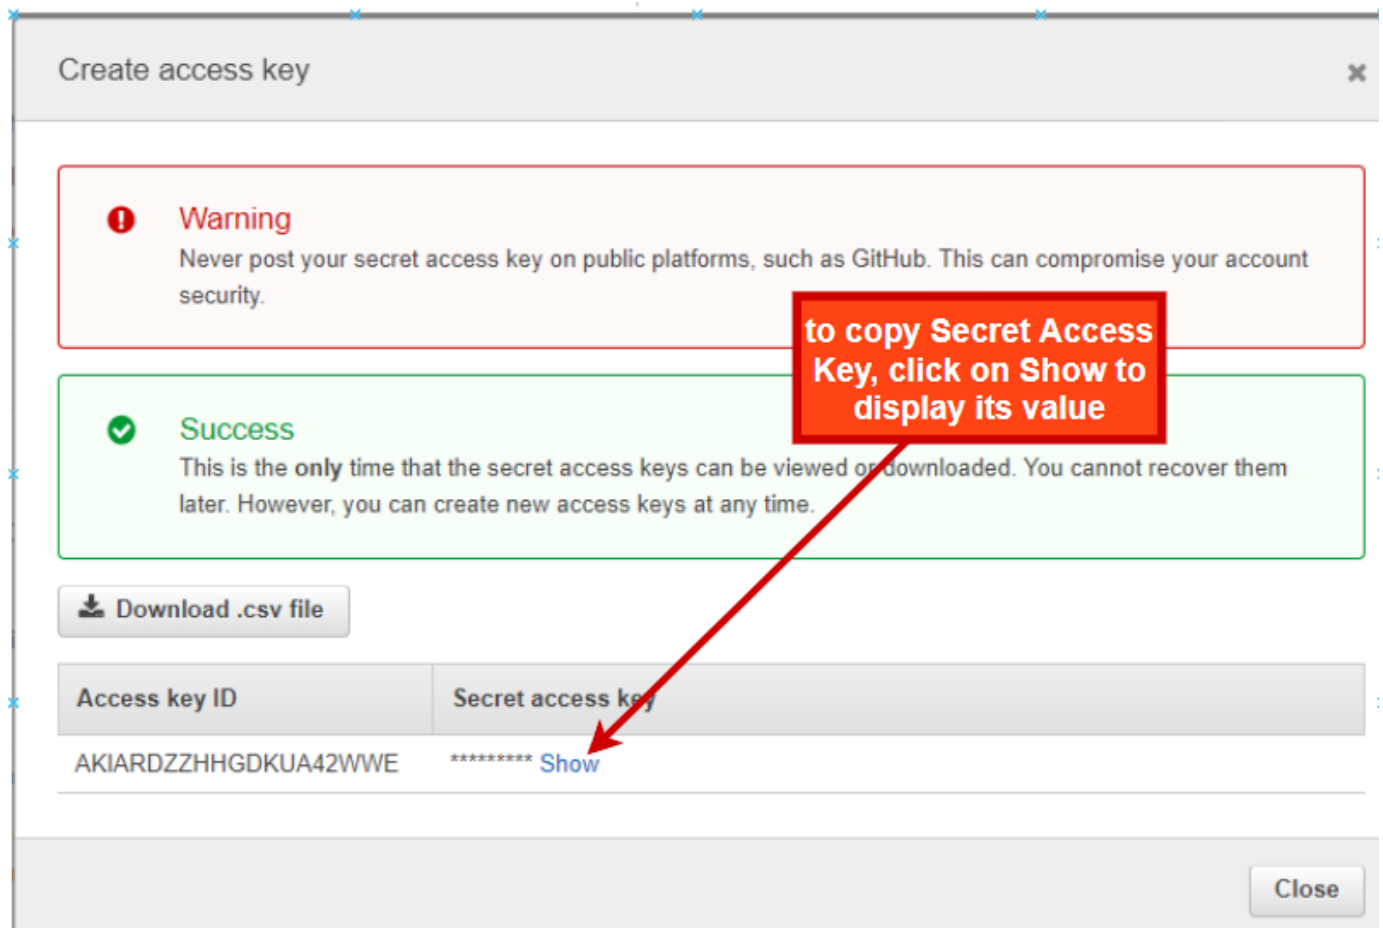 Create access key
Warning
Never post your secret access key on public platforms, such as GitHub. This can compromise your account
security.
to copy Secret Access
Key, click on Show to
display its value
Success
This is the only time that the secret access keys can be viewed or downloaded. You cannot recover them
later. However, you can create new access keys at any time.
Download .csv file
Access key ID Secret access key
AKIARDZZHHGDKUA42WWE ********* Show
Close